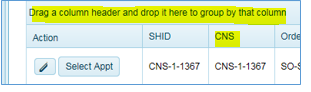 Drag a column header and drop it here to group by that column
Action SHID CNS Orde
Select Appt CNS-1-1367 CNS-1-1367 SO-S